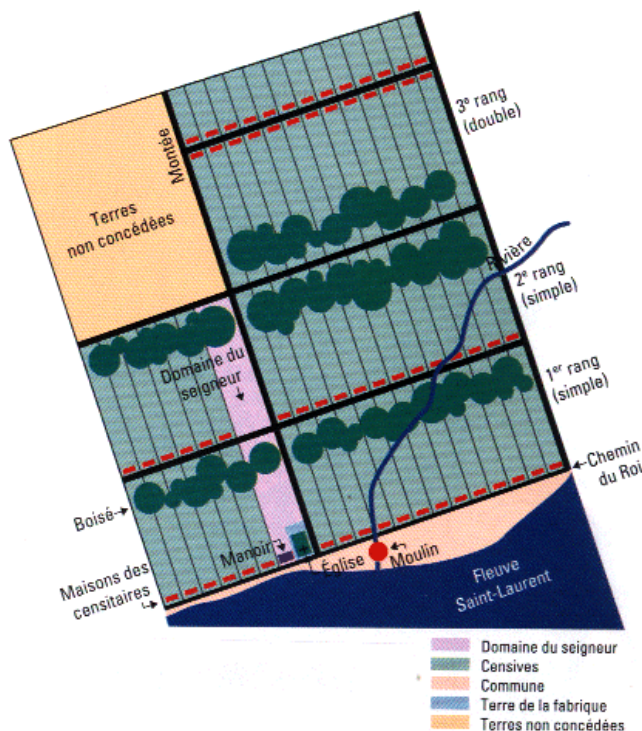 3e rang
(double)
Montée
Terres
non concédées
Rivière
2e rang
(simple)
Domaine du
seigneur
1er rang
(simple)
Chemin
du Roi
Boisé
Manoir
Église
Moulin
Maisons des
censitaires
Fleuve
Saint-Laurent
Domaine du seigneur
Censives
Commune
Terre de la fabrique
Terres non concédées